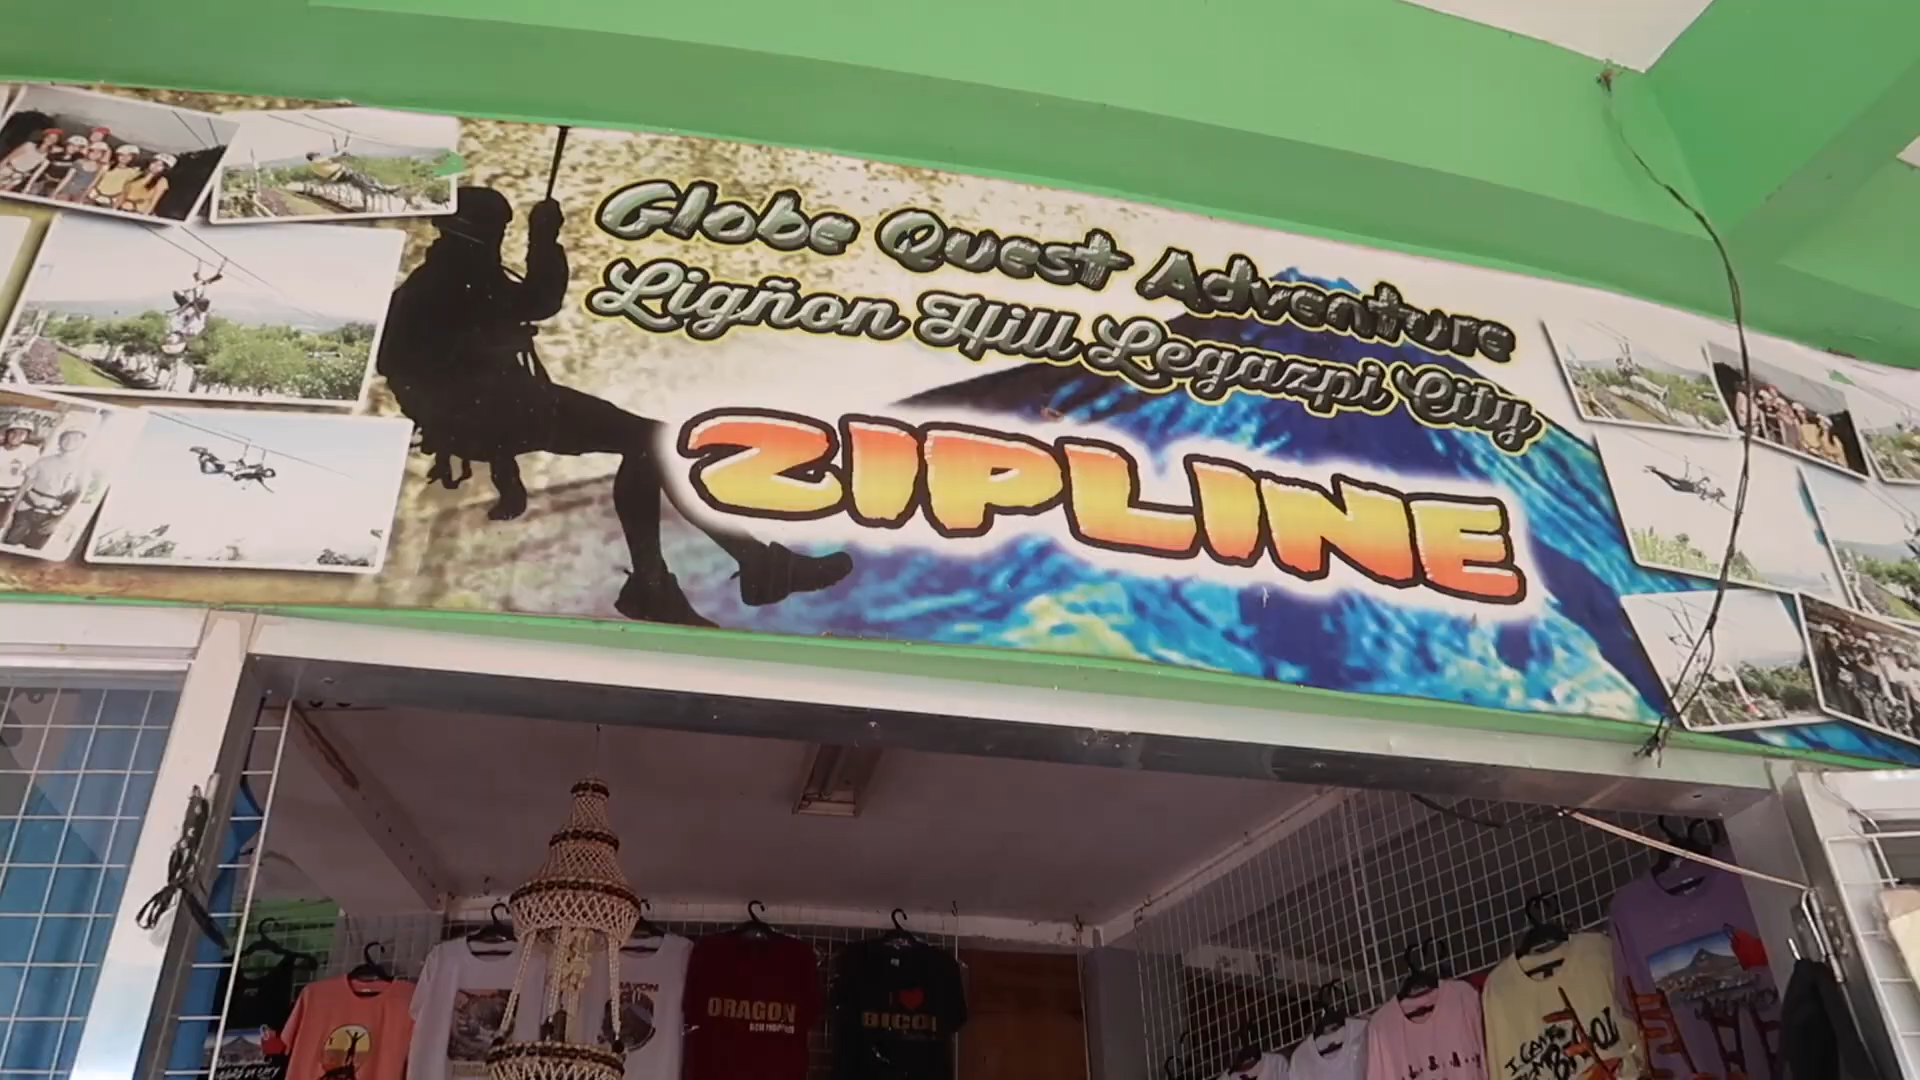 Globe Quest Adventure
Ligñon Hill Legazpi City
ZIPLINE
ORAGON
I
BICOL